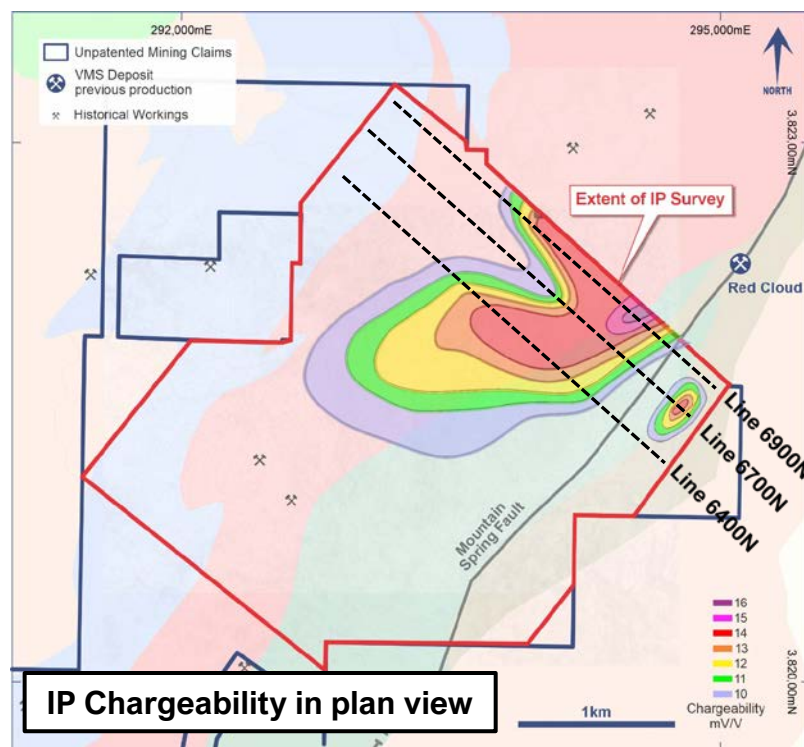 292,000mE
295,000mE
Unpatented Mining Claims
VMS Deposit
previous production
Historical Workings
NORTH
3,823,00mN
Extent of IP Survey
Red Cloud
Line 6900N
Line 6700N
Line 6400N
Mountain
Spring Fault
16
15
14
13
12
11
10
Chargeability
mV/V
3,820,00mN
1km
IP Chargeability in plan view